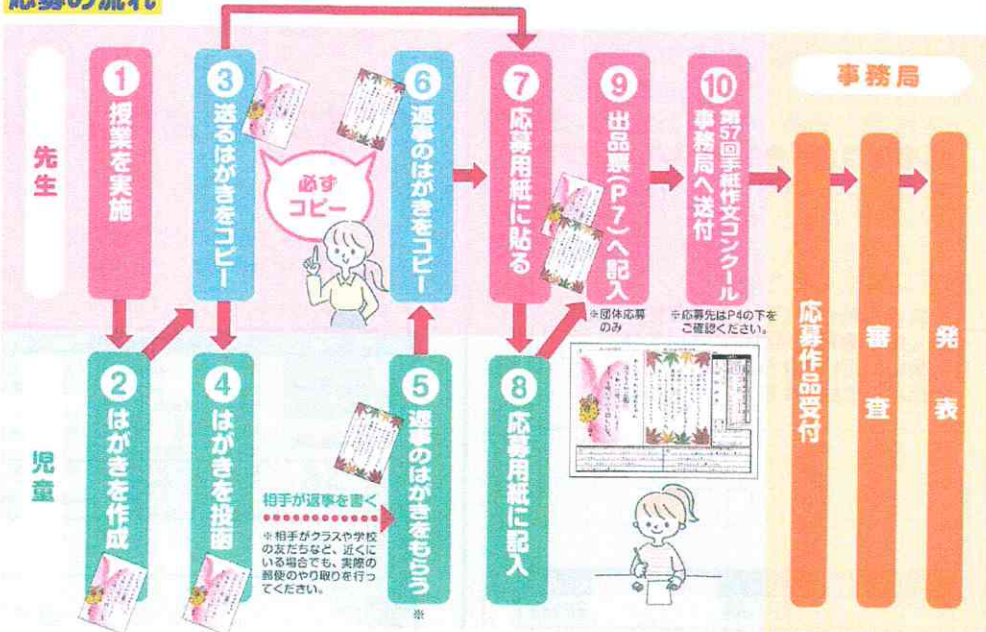 応募の流れ
先生
① 授業を実施
② はがきを作成
③ 送るはがきをコピー
必ず
コピー
④ はがきを投函
相手が返事を書く
※相手がクラスや学校
の友だちなど、近くに
いる場合でも、実際の
郵便のやり取りを行っ
てください。
⑤ 返事のはがきをもらう
※
⑥ 返事のはがきをコピー
⑦ 応募用紙に貼る
⑧ 応募用紙に記入
⑨ 出品票(P7)へ記入
※団体応募
のみ
⑩ 第57回手紙作文コンクール
事務局へ送付
※応募先はP4の下を
ご確認ください。
児童
事務局
応募作品受付
審査
発表